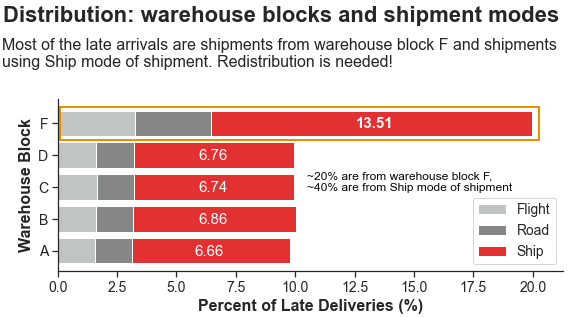 Distribution: warehouse blocks and shipment modes
Most of the late arrivals are shipments from warehouse block F and shipments
using Ship mode of shipment. Redistribution is needed!
Warehouse Block
F
13.51
D
6.76
C
6.74
~20% are from warehouse block F,
~40% are from Ship mode of shipment
B
6.86
A
6.66
Flight
Road
Ship
0.0 2.5 5.0 7.5 10.0 12.5 15.0 17.5 20.0
Percent of Late Deliveries (%)